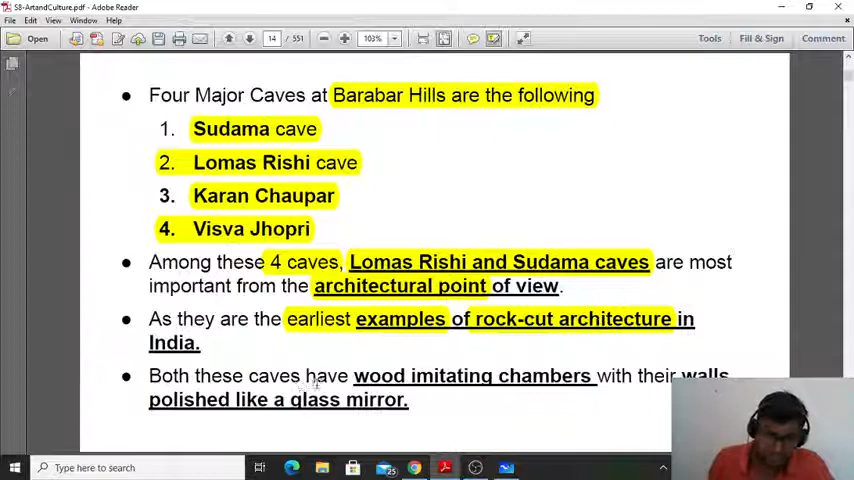 S8-ArtandCulture.pdf - Adobe Reader
File Edit View Window Help
Open 14 / 551 103% Tools Fill & Sign Comment
● Four Major Caves at Barabar Hills are the following
1. Sudama cave
2. Lomas Rishi cave
3. Karan Chaupar
4. Visva Jhopri
● Among these 4 caves, Lomas Rishi and Sudama caves are most
important from the architectural point of view.
● As they are the earliest examples of rock-cut architecture in
India.
● Both these caves have wood imitating chambers with their walls
polished like a glass mirror.
Type here to search
25